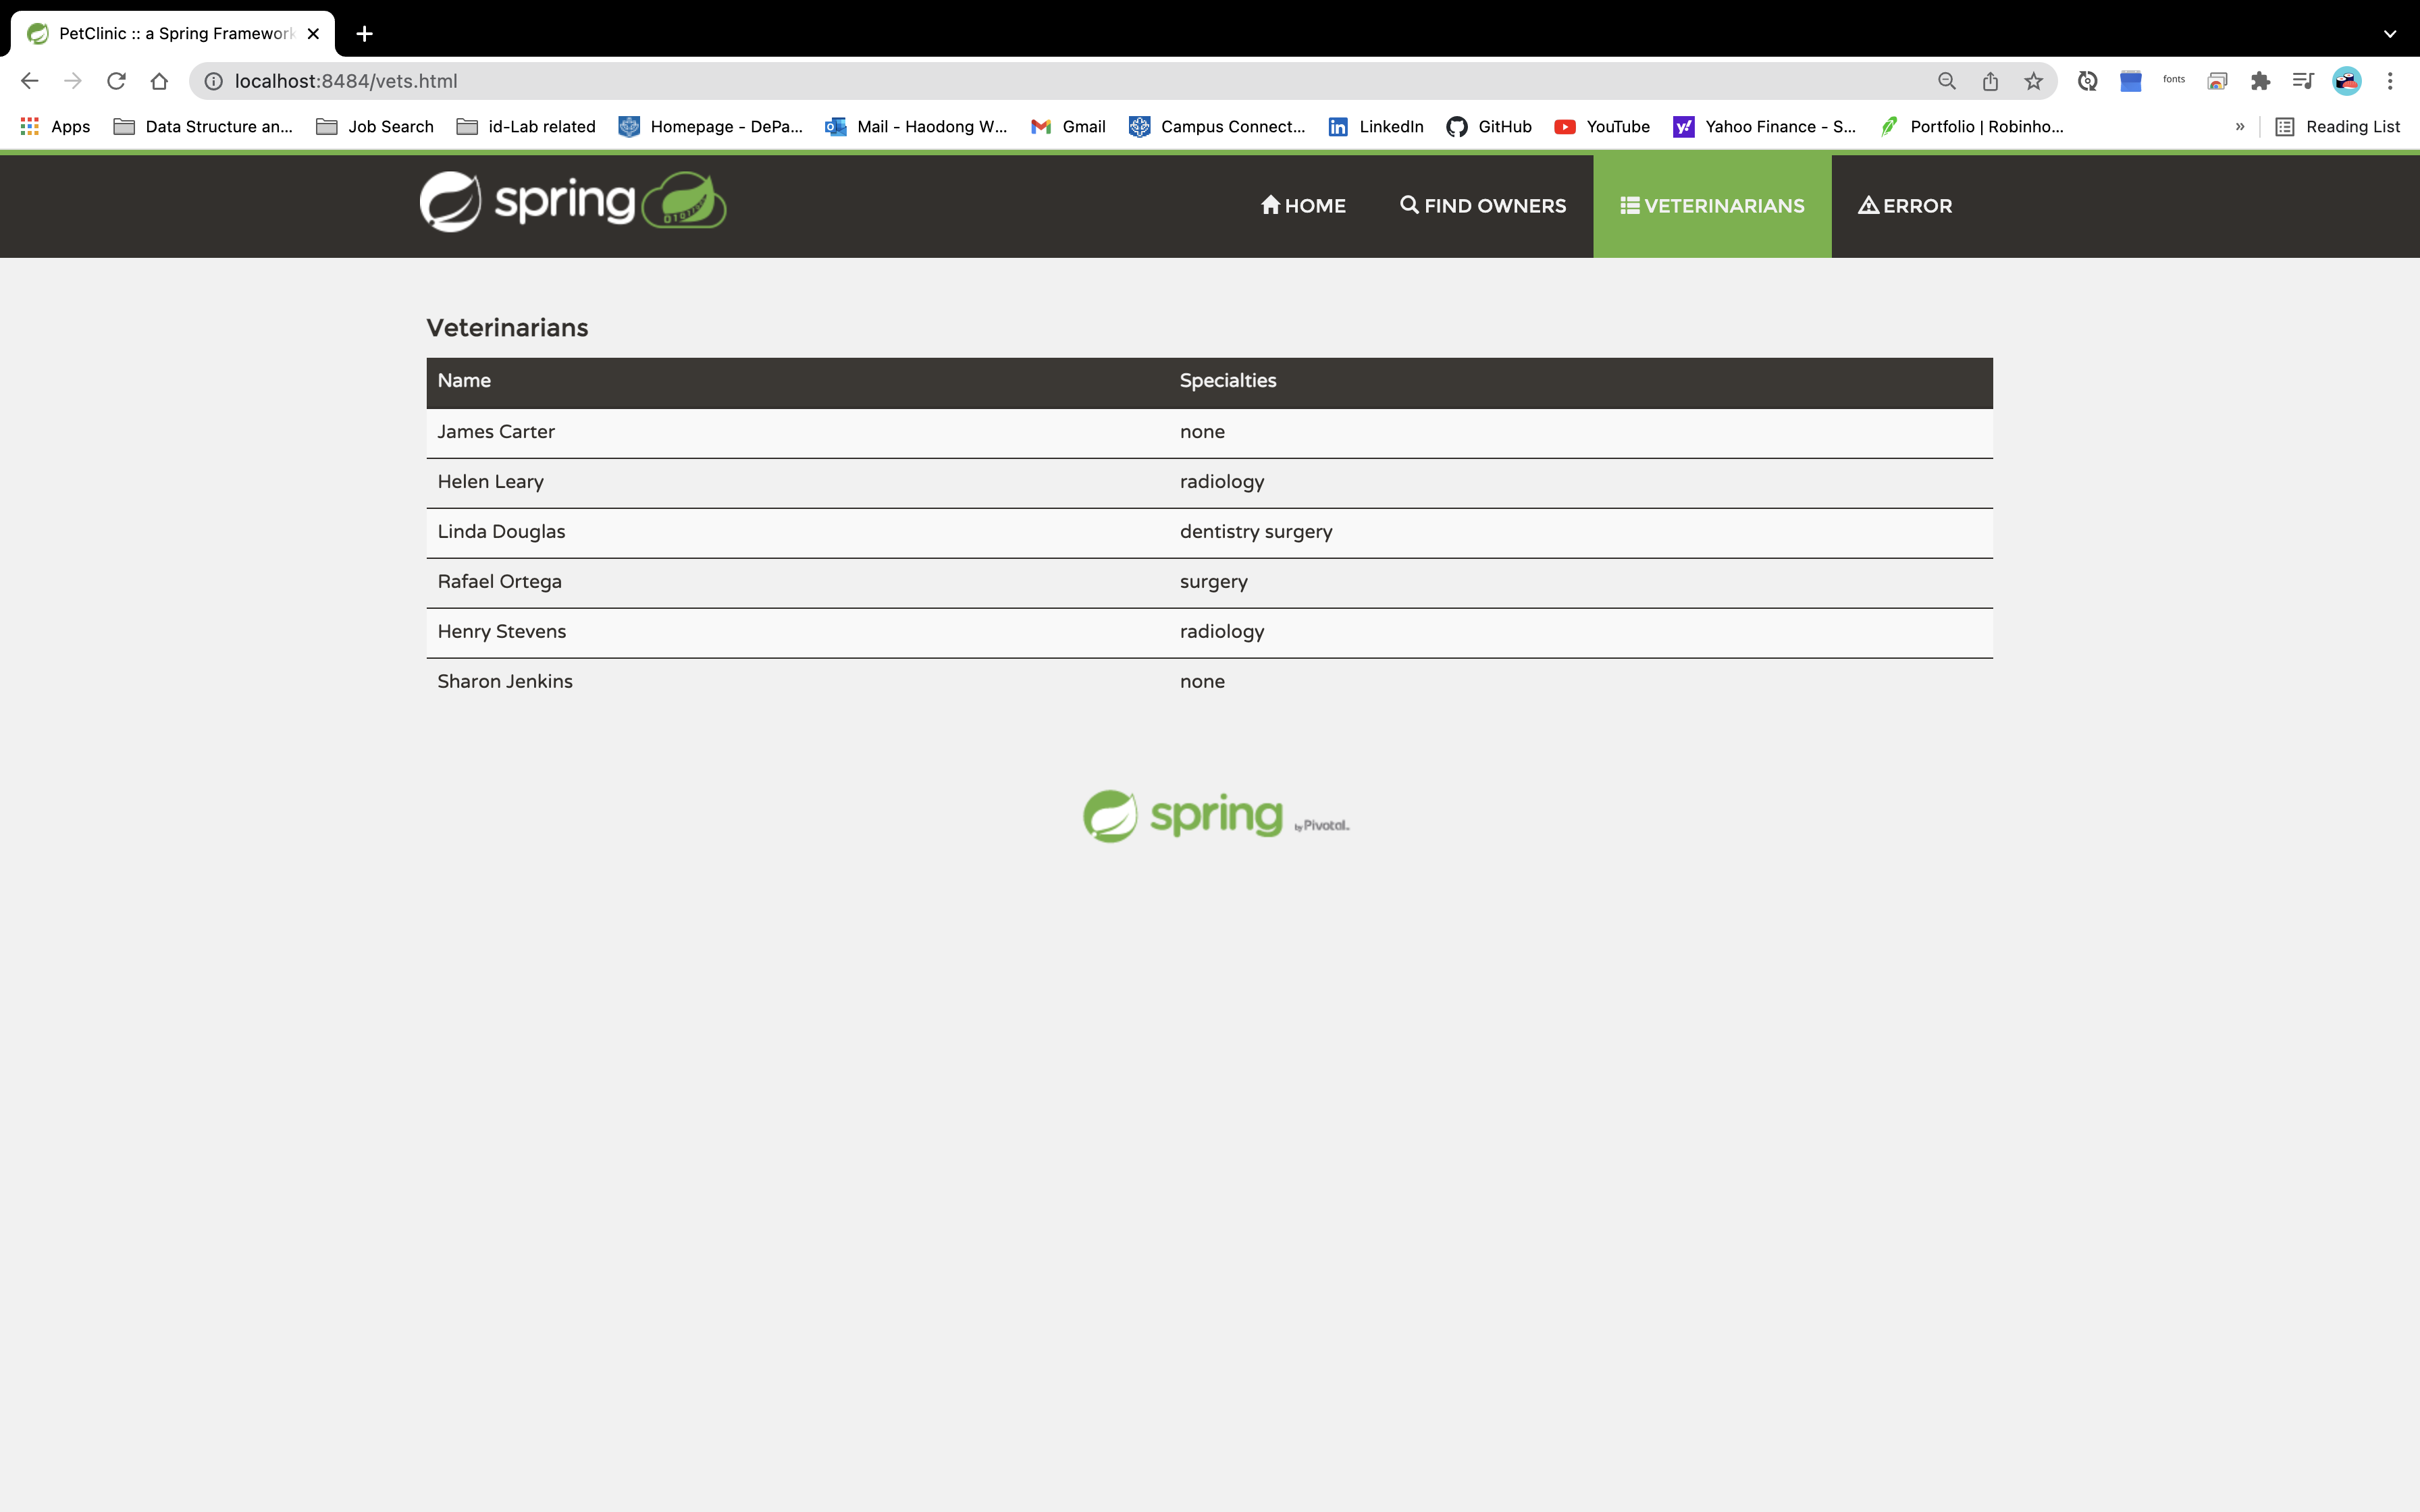 PetClinic :: a Spring Framework
localhost:8484/vets.html
fonts
Apps
Data Structure an...
Job Search
id-Lab related
Homepage - DePa...
Mail - Haodong W...
Gmail
Campus Connect...
LinkedIn
GitHub
YouTube
Yahoo Finance - S...
Portfolio | Robinho...
»
Reading List
spring
HOME
FIND OWNERS
VETERINARIANS
ERROR
Veterinarians
Name Specialties
James Carter none
Helen Leary radiology
Linda Douglas dentistry surgery
Rafael Ortega surgery
Henry Stevens radiology
Sharon Jenkins none
spring by Pivotal.